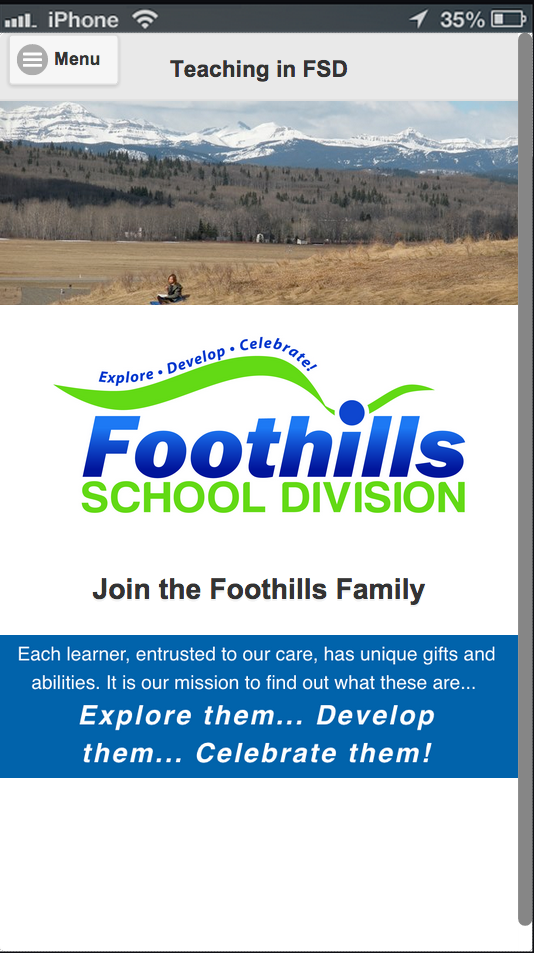 iPhone 35%
Menu
Teaching in FSD
Explore • Develop • Celebrate!
Foothills
SCHOOL DIVISION
Join the Foothills Family
Each learner, entrusted to our care, has unique gifts and
abilities. It is our mission to find out what these are...
Explore them... Develop
them... Celebrate them!